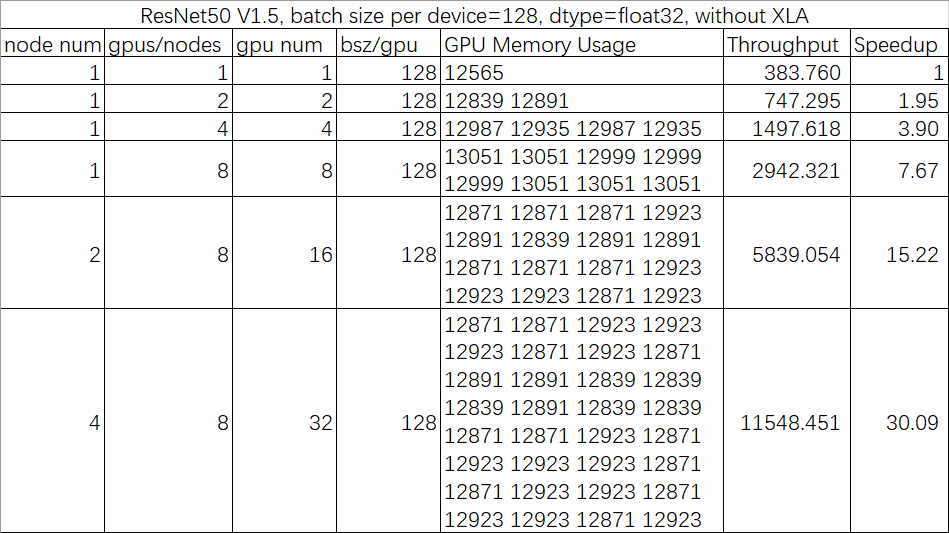 ResNet50 V1.5, batch size per device=128, dtype=float32, without XLA
node num gpus/nodes gpu num bsz/gpu GPU Memory Usage Throughput Speedup
1 1 1 128 12565 383.760 1
1 2 2 128 12839 12891 747.295 1.95
1 4 4 128 12987 12935 12987 12935 1497.618 3.90
13051 13051 12999 12999
1 8 8 128 2942.321 7.67
12999 13051 13051 13051
12871 12871 12871 12923
12891 12839 12891 12891
2 8 16 128 5839.054 15.22
12871 12871 12871 12923
12923 12923 12871 12923
12871 12871 12923 12923
12923 12871 12923 12871
12891 12891 12839 12839
12839 12891 12839 12839
4 8 32 128 11548.451 30.09
12871 12871 12923 12871
12923 12923 12923 12871
12871 12923 12923 12871
12923 12923 12871 12923